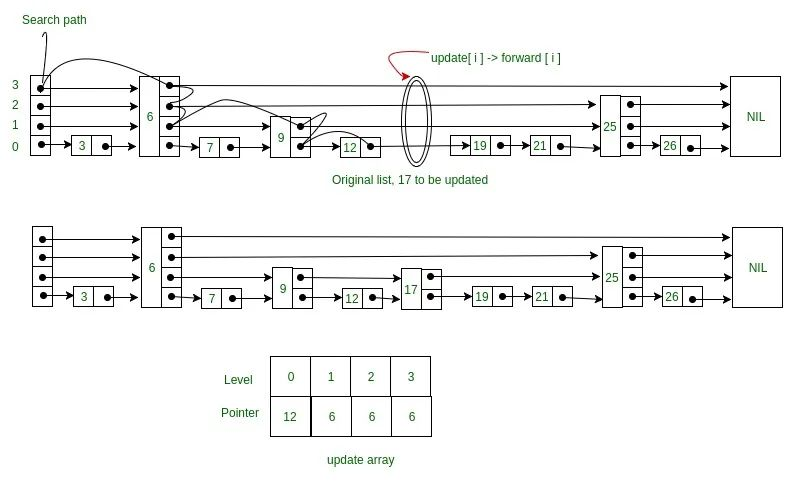 Search path
update[ i ] -> forward [ i ]
3
2
1
0
3
6
7
9
12
19
21
25
26
NIL
Original list, 17 to be updated
3
6
7
9
12
17
19
21
25
26
NIL
Level 0 1 2 3
Pointer 12 6 6 6
update array